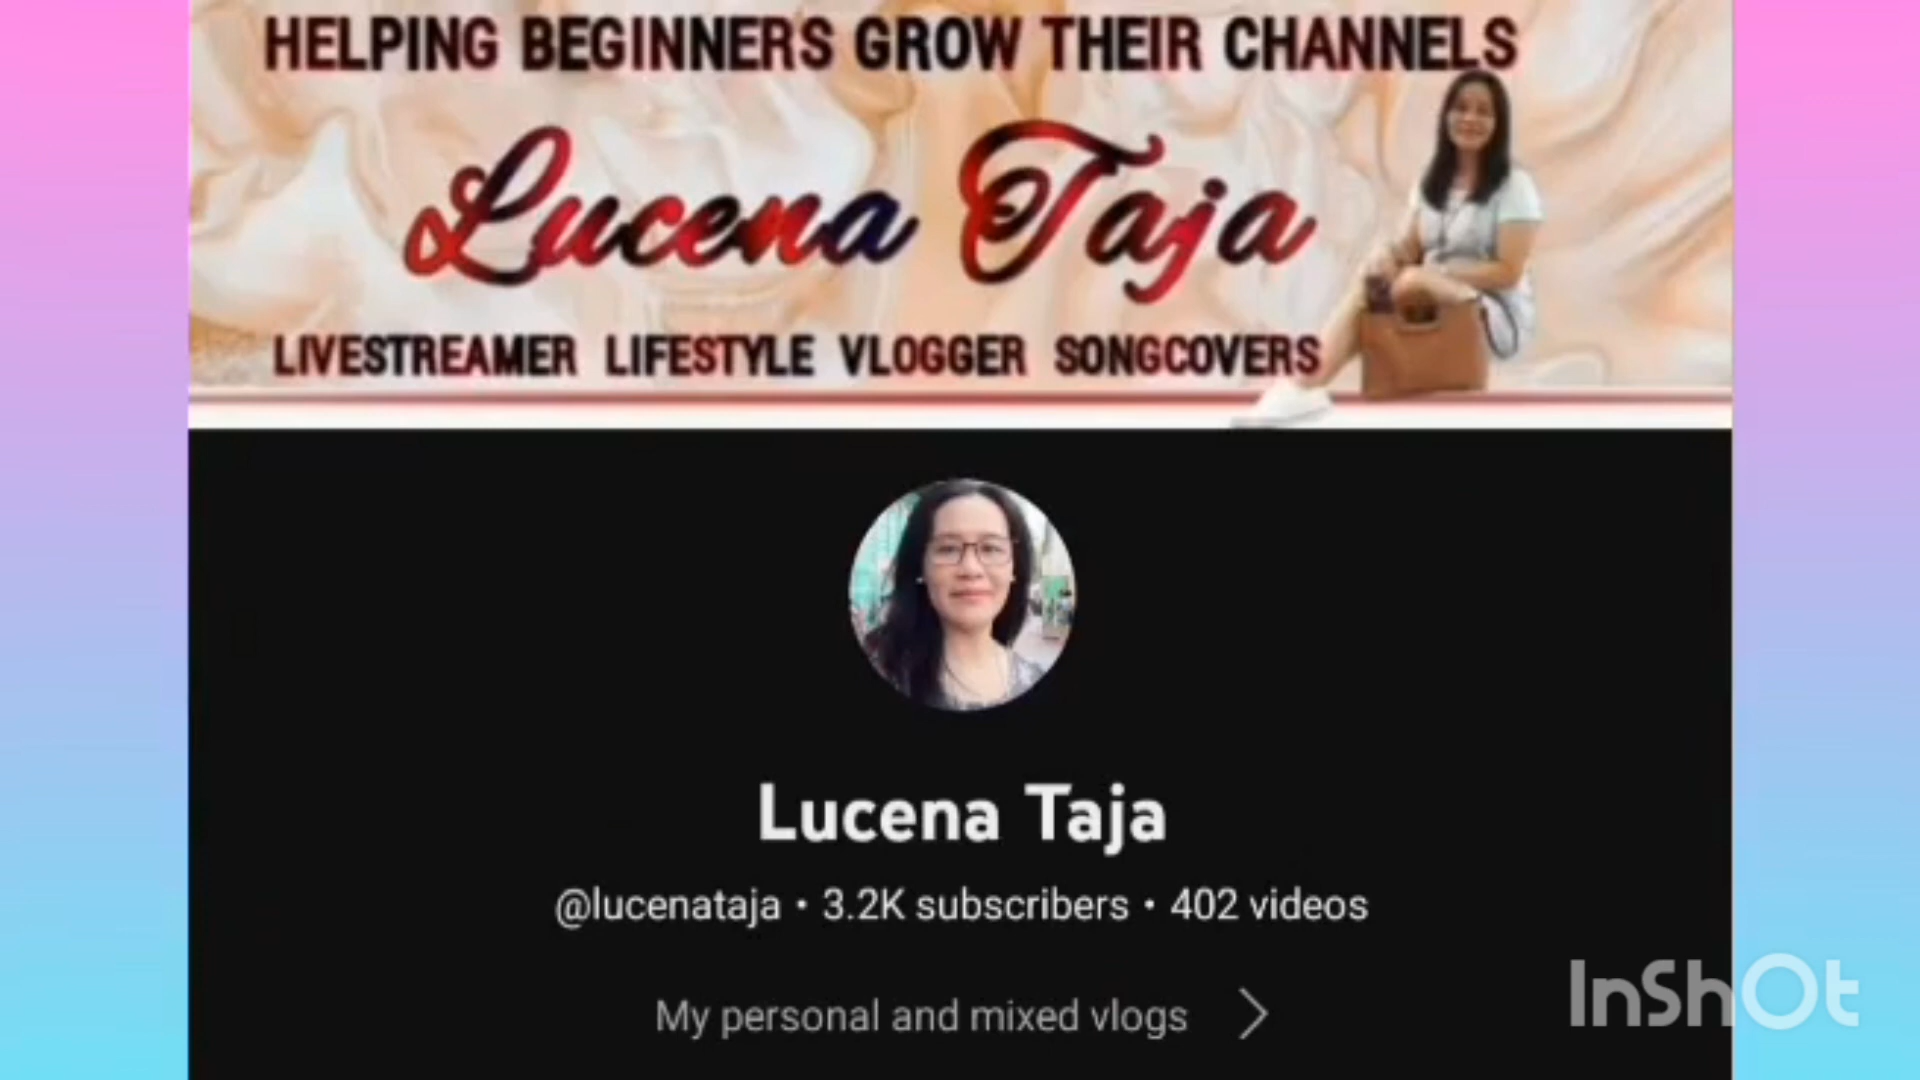 HELPING BEGINNERS GROW THEIR CHANNELS
Lucena Taja
LIVESTREAMER LIFESTYLE VLOGGER SONGCOVERS
Lucena Taja
@lucenataja • 3.2K subscribers • 402 videos
My personal and mixed vlogs
InShOt